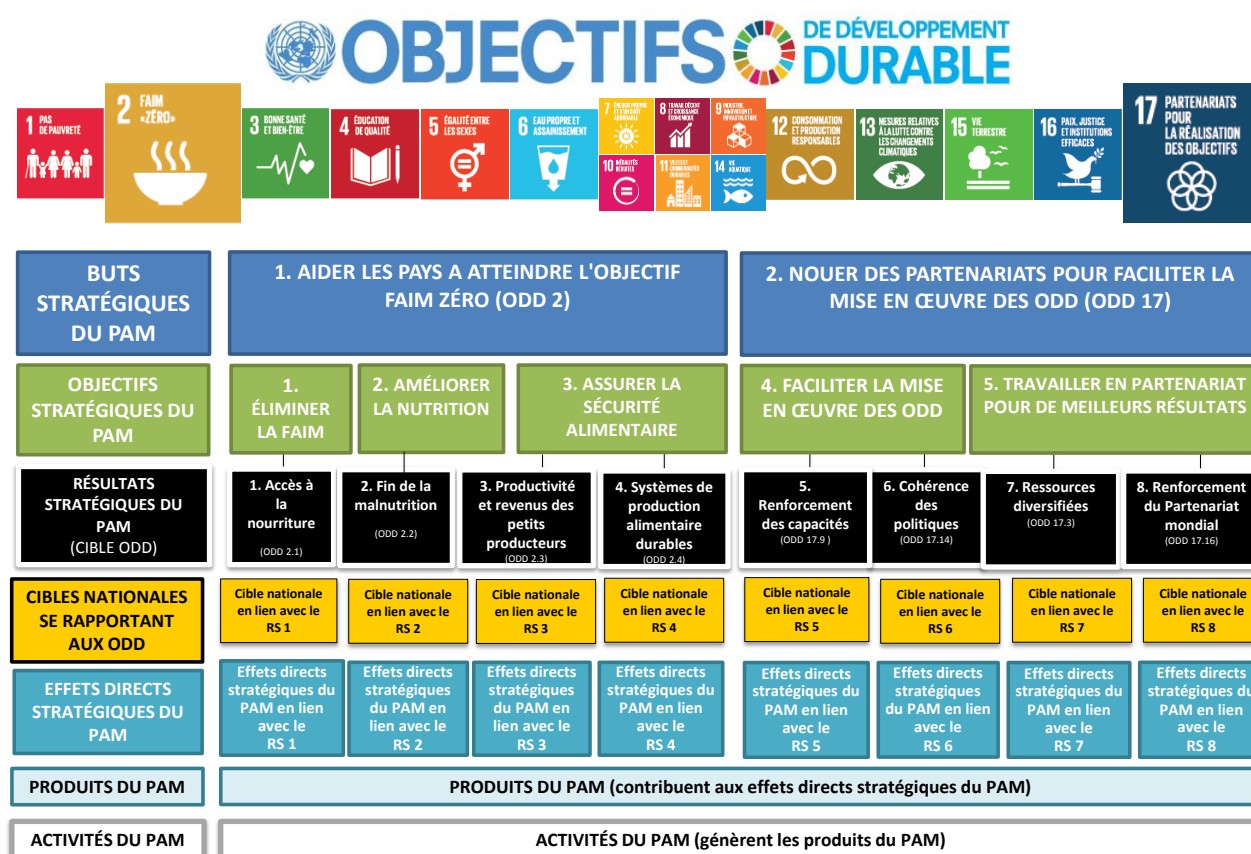 OBJECTIFS
DE DÉVELOPPEMENT
DURABLE
1 PAS
DE PAUVRETÉ
2 FAIM
«ZÉRO»
3 BONNE SANTÉ
ET BIEN-ÊTRE
4 ÉDUCATION
DE QUALITÉ
5 ÉGALITÉ ENTRE
LES SEXES
6 EAU PROPRE ET
ASSAINISSEMENT
7 ÉNERGIE PROPRE
ET D'UN COÛT
ABORDABLE
8 TRAVAIL DÉCENT
ET CROISSANCE
ÉCONOMIQUE
9 INDUSTRIE,
INNOVATION ET
INFRASTRUCTURE
10 INÉGALITÉS
RÉDUITES
11 VILLES ET
COMMUNAUTÉS
DURABLES
14 VIE
AQUATIQUE
12 CONSOMMATION
ET PRODUCTION
RESPONSABLES
13 MESURES RELATIVES
À LA LUTTE CONTRE
LES CHANGEMENTS
CLIMATIQUES
15 VIE
TERRESTRE
16 PAIX, JUSTICE
ET INSTITUTIONS
EFFICACES
17 PARTENARIATS
POUR
LA RÉALISATION
DES OBJECTIFS
BUTS
STRATÉGIQUES
DU PAM
1. AIDER LES PAYS A ATTEINDRE L'OBJECTIF
FAIM ZÉRO (ODD 2)
2. NOUER DES PARTENARIATS POUR FACILITER LA
MISE EN ŒUVRE DES ODD (ODD 17)
OBJECTIFS
STRATÉGIQUES DU
PAM
1.
ÉLIMINER
LA FAIM
2. AMÉLIORER
LA NUTRITION
3. ASSURER LA
SÉCURITÉ
ALIMENTAIRE
4. FACILITER LA MISE
EN ŒUVRE DES ODD
5. TRAVAILLER EN PARTENARIAT
POUR DE MEILLEURS RÉSULTATS
RÉSULTATS
STRATÉGIQUES DU
PAM
(CIBLE ODD)
1. Accès à
la
nourriture
(ODD 2.1)
2. Fin de la
malnutrition
(ODD 2.2)
3. Productivité
et revenus des
petits
producteurs
(ODD 2.3)
4. Systèmes de
production
alimentaire
durables
(ODD 2.4)
5.
Renforcement
des capacités
(ODD 17.9 )
6. Cohérence
des
politiques
(ODD 17.14)
7. Ressources
diversifiées
(ODD 17.3)
8. Renforcement
du Partenariat
mondial
(ODD 17.16)
CIBLES NATIONALES
SE RAPPORTANT
AUX ODD
Cible nationale
en lien avec le
RS 1
Cible nationale
en lien avec le
RS 2
Cible nationale
en lien avec le
RS 3
Cible nationale
en lien avec le
RS 4
Cible nationale
en lien avec le
RS 5
Cible nationale
en lien avec le
RS 6
Cible nationale
en lien avec le
RS 7
Cible nationale
en lien avec le
RS 8
EFFETS DIRECTS
STRATÉGIQUES DU
PAM
Effets directs
stratégiques du
PAM en lien
avec le
RS 1
Effets directs
stratégiques
du PAM en
lien avec le
RS 2
Effets directs
stratégiques
du PAM en
lien avec le
RS 3
Effets directs
stratégiques du
PAM en lien
avec le
RS 4
Effets directs
stratégiques du
PAM en lien
avec le
RS 5
Effets directs
stratégiques
du PAM en lien
avec le
RS 6
Effets directs
stratégiques du
PAM en lien
avec le
RS 7
Effets directs
stratégiques du
PAM en lien
avec le
RS 8
PRODUITS DU PAM
PRODUITS DU PAM (contribuent aux effets directs stratégiques du PAM)
ACTIVITÉS DU PAM
ACTIVITÉS DU PAM (génèrent les produits du PAM)